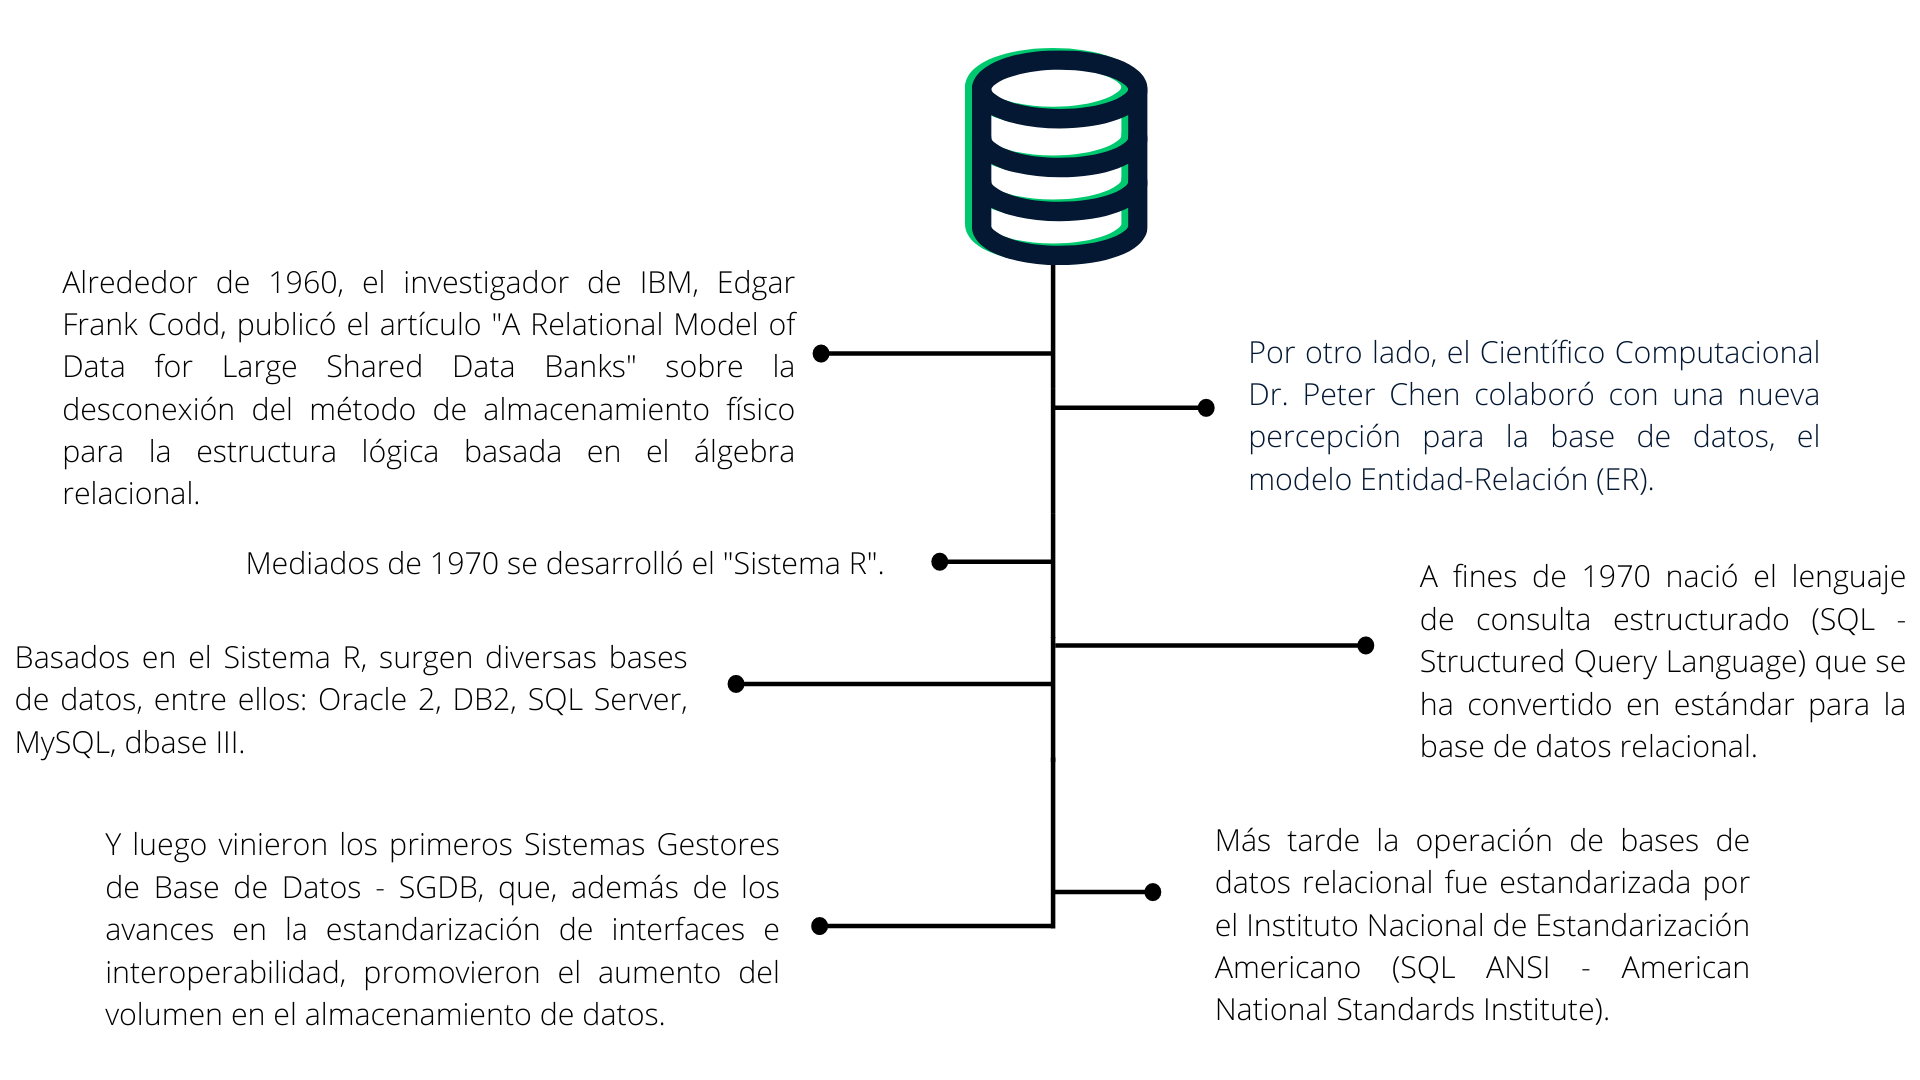 Alrededor de 1960, el investigador de IBM, Edgar
Frank Codd, publicó el artículo "A Relational Model of
Data for Large Shared Data Banks" sobre la
desconexión del método de almacenamiento físico
para la estructura lógica basada en el álgebra
relacional.
Por otro lado, el Científico Computacional
Dr. Peter Chen colaboró con una nueva
percepción para la base de datos, el
modelo Entidad-Relación (ER).
Mediados de 1970 se desarrolló el "Sistema R".
A fines de 1970 nació el lenguaje
de consulta estructurado (SQL -
Structured Query Language) que se
ha convertido en estándar para la
base de datos relacional.
Basados en el Sistema R, surgen diversas bases
de datos, entre ellos: Oracle 2, DB2, SQL Server,
MySQL, dbase III.
Más tarde la operación de bases de
datos relacional fue estandarizada por
el Instituto Nacional de Estandarización
Americano (SQL ANSI - American
National Standards Institute).
Y luego vinieron los primeros Sistemas Gestores
de Base de Datos - SGDB, que, además de los
avances en la estandarización de interfaces e
interoperabilidad, promovieron el aumento del
volumen en el almacenamiento de datos.